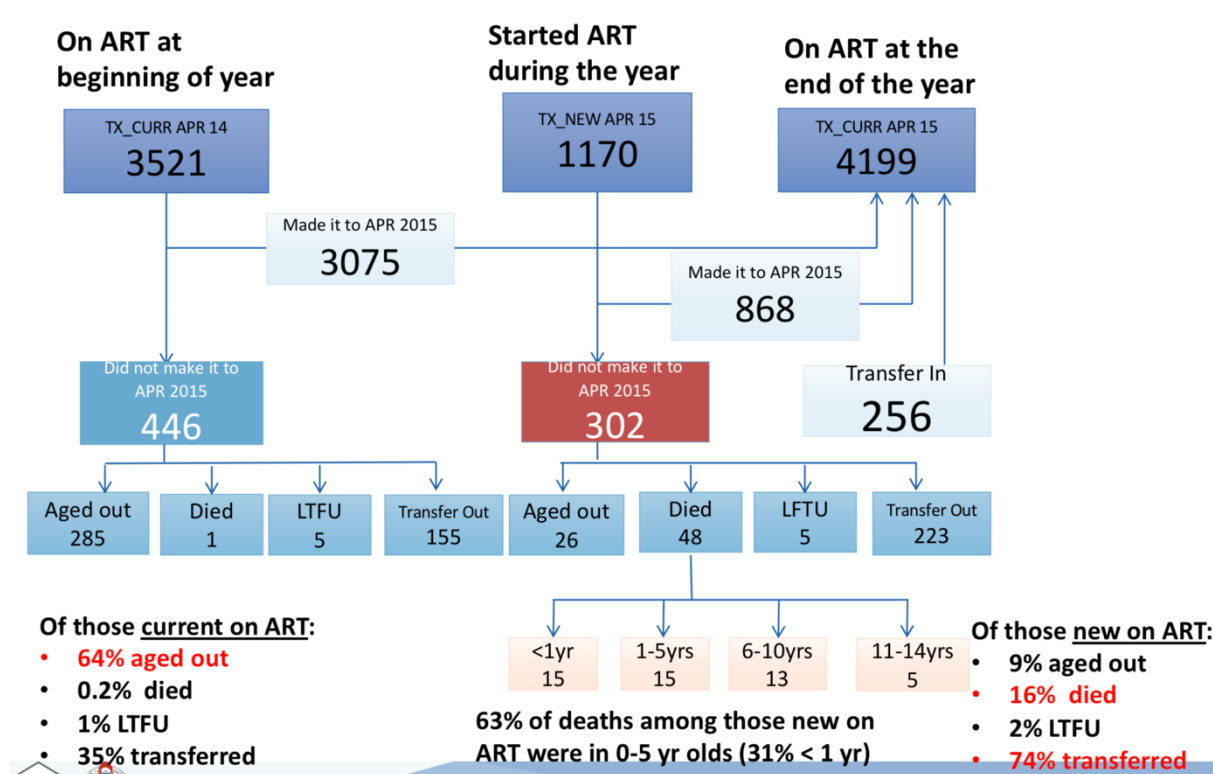 On ART at
beginning of year
Started ART
during the year
On ART at the
end of the year
TX_CURR APR 14
3521
TX_NEW APR 15
1170
TX_CURR APR 15
4199
Made it to APR 2015
3075
Made it to APR 2015
868
Did not make it to
APR 2015
446
Did not make it to
APR 2015
302
Transfer In
256
Aged out
285
Died
1
LTFU
5
Transfer Out
155
Aged out
26
Died
48
LFTU
5
Transfer Out
223
<1yr
15
1-5yrs
15
6-10yrs
13
11-14yrs
5
Of those current on ART:
• 64% aged out
• 0.2% died
• 1% LTFU
• 35% transferred
63% of deaths among those new on
ART were in 0-5 yr olds (31% < 1 yr)
Of those new on ART:
• 9% aged out
• 16% died
• 2% LTFU
• 74% transferred